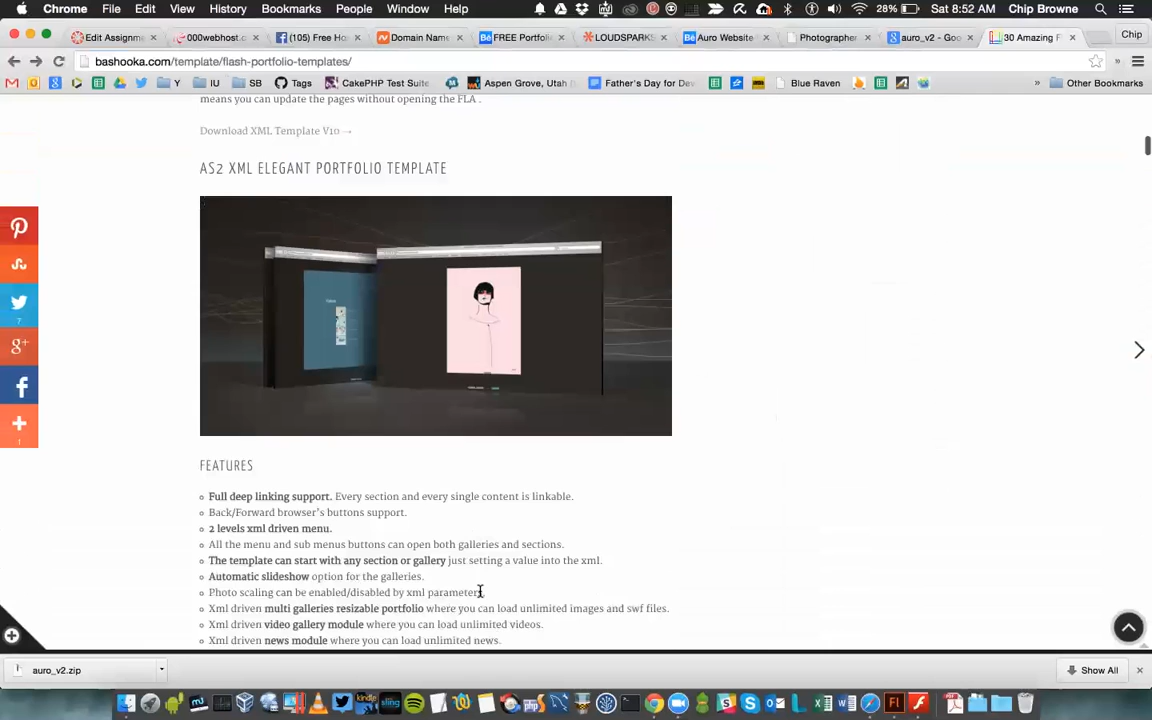 Chrome File Edit View History Bookmarks People Window Help 28% Sat 8:52 AM Chip Browne
Edit Assignm 000webhost.c (105) Free Ho Domain Name FREE Portfoli LOUDSPARKS Auro Website Photographer auro_v2 - Goo 30 Amazing F Chip
bashooka.com/template/flash-portfolio-templates/
Y IU SB Tags CakePHP Test Suite Aspen Grove, Utah Father's Day for Dev Blue Raven » Other Bookmarks
means you can update the pages without opening the FLA .
Download XML Template V10 →
AS2 XML ELEGANT PORTFOLIO TEMPLATE
7
1
FEATURES
Full deep linking support. Every section and every single content is linkable.
Back/Forward browser's buttons support.
2 levels xml driven menu.
All the menu and sub menus buttons can open both galleries and sections.
The template can start with any section or gallery just setting a value into the xml.
Automatic slideshow option for the galleries.
Photo scaling can be enabled/disabled by xml parameter
Xml driven multi galleries resizable portfolio where you can load unlimited images and swf files.
Xml driven video gallery module where you can load unlimited videos.
Xml driven news module where you can load unlimited news.
auro_v2.zip Show All